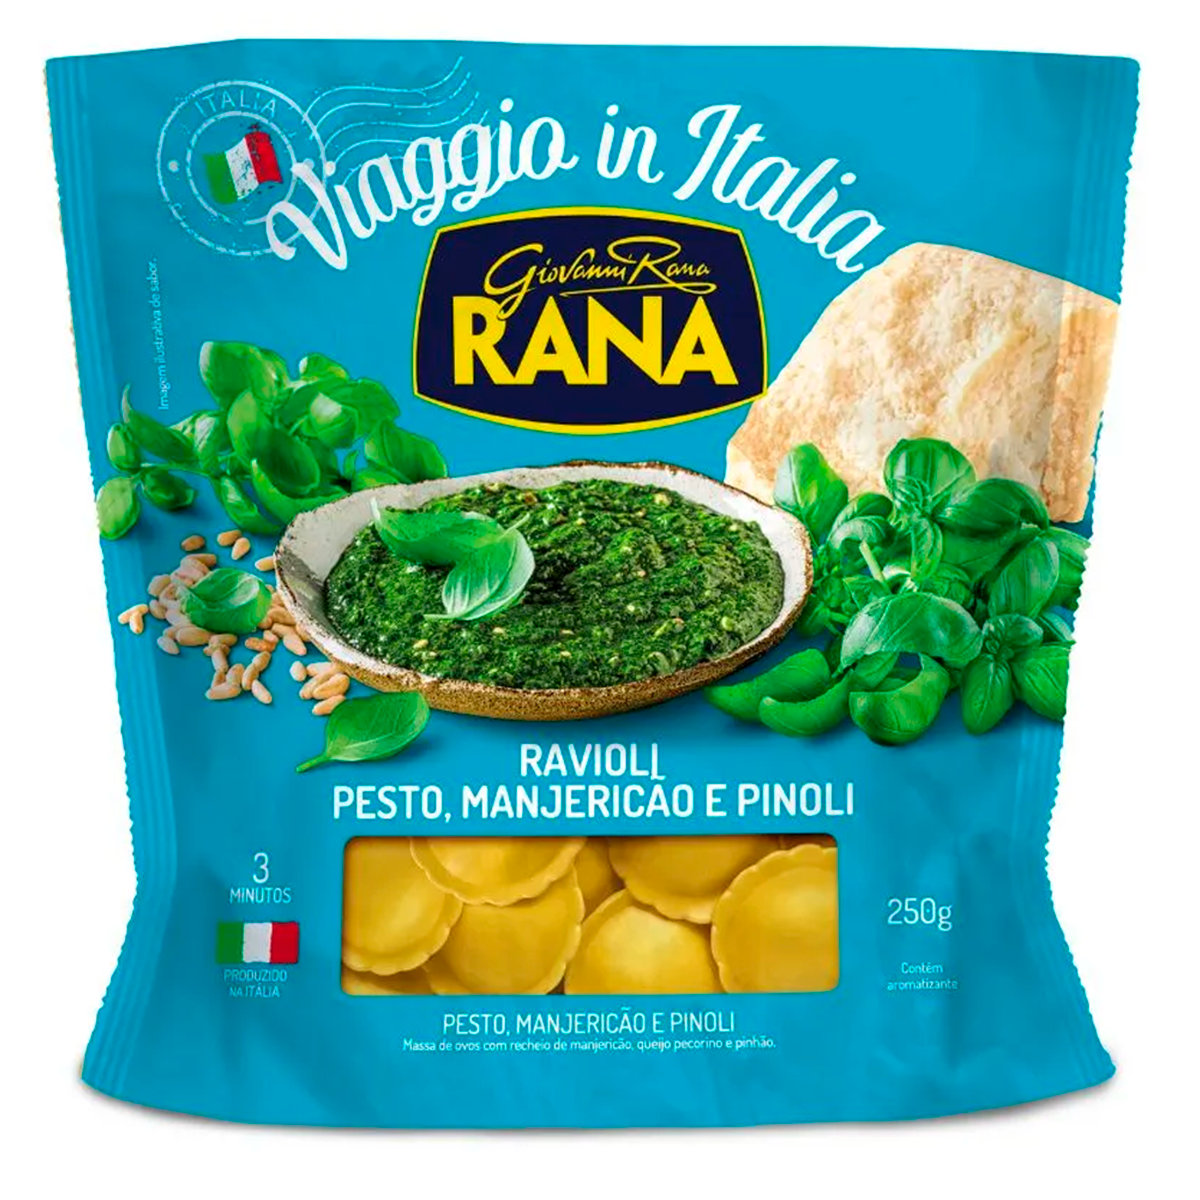 ITALIA
Viaggio in Italia
Giovanni Rana
RANA
Imagem ilustrativa de sabor.
RAVIOLI
PESTO, MANJERICÃO E PINOLI
3
MINUTOS
PRODUZIDO
NA ITÁLIA
250g
Contém
aromatizante
PESTO, MANJERICÃO E PINOLI
Massa de ovos com recheio de manjericão, queijo pecorino e pinhão.